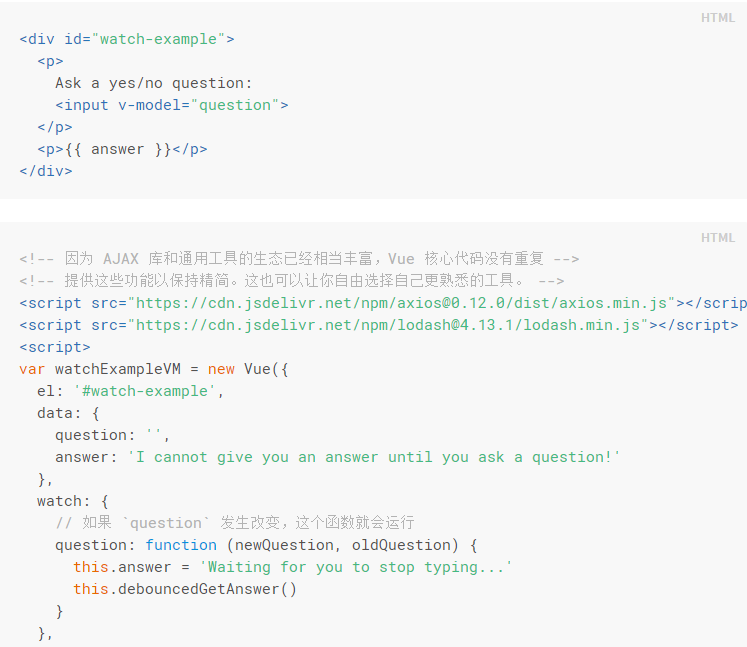 HTML
<div id="watch-example">
  <p>
    Ask a yes/no question:
    <input v-model="question">
  </p>
  <p>{{ answer }}</p>
</div>
HTML
<!-- 因为 AJAX 库和通用工具的生态已经相当丰富，Vue 核心代码没有重复 -->
<!-- 提供这些功能以保持精简。这也可以让你自由选择自己更熟悉的工具。 -->
<script src="https://cdn.jsdelivr.net/npm/axios@0.12.0/dist/axios.min.js"></scrip
<script src="https://cdn.jsdelivr.net/npm/lodash@4.13.1/lodash.min.js"></script>
<script>
var watchExampleVM = new Vue({
  el: '#watch-example',
  data: {
    question: '',
    answer: 'I cannot give you an answer until you ask a question!'
  },
  watch: {
    // 如果 `question` 发生改变，这个函数就会运行
    question: function (newQuestion, oldQuestion) {
      this.answer = 'Waiting for you to stop typing...'
      this.debouncedGetAnswer()
    }
  },